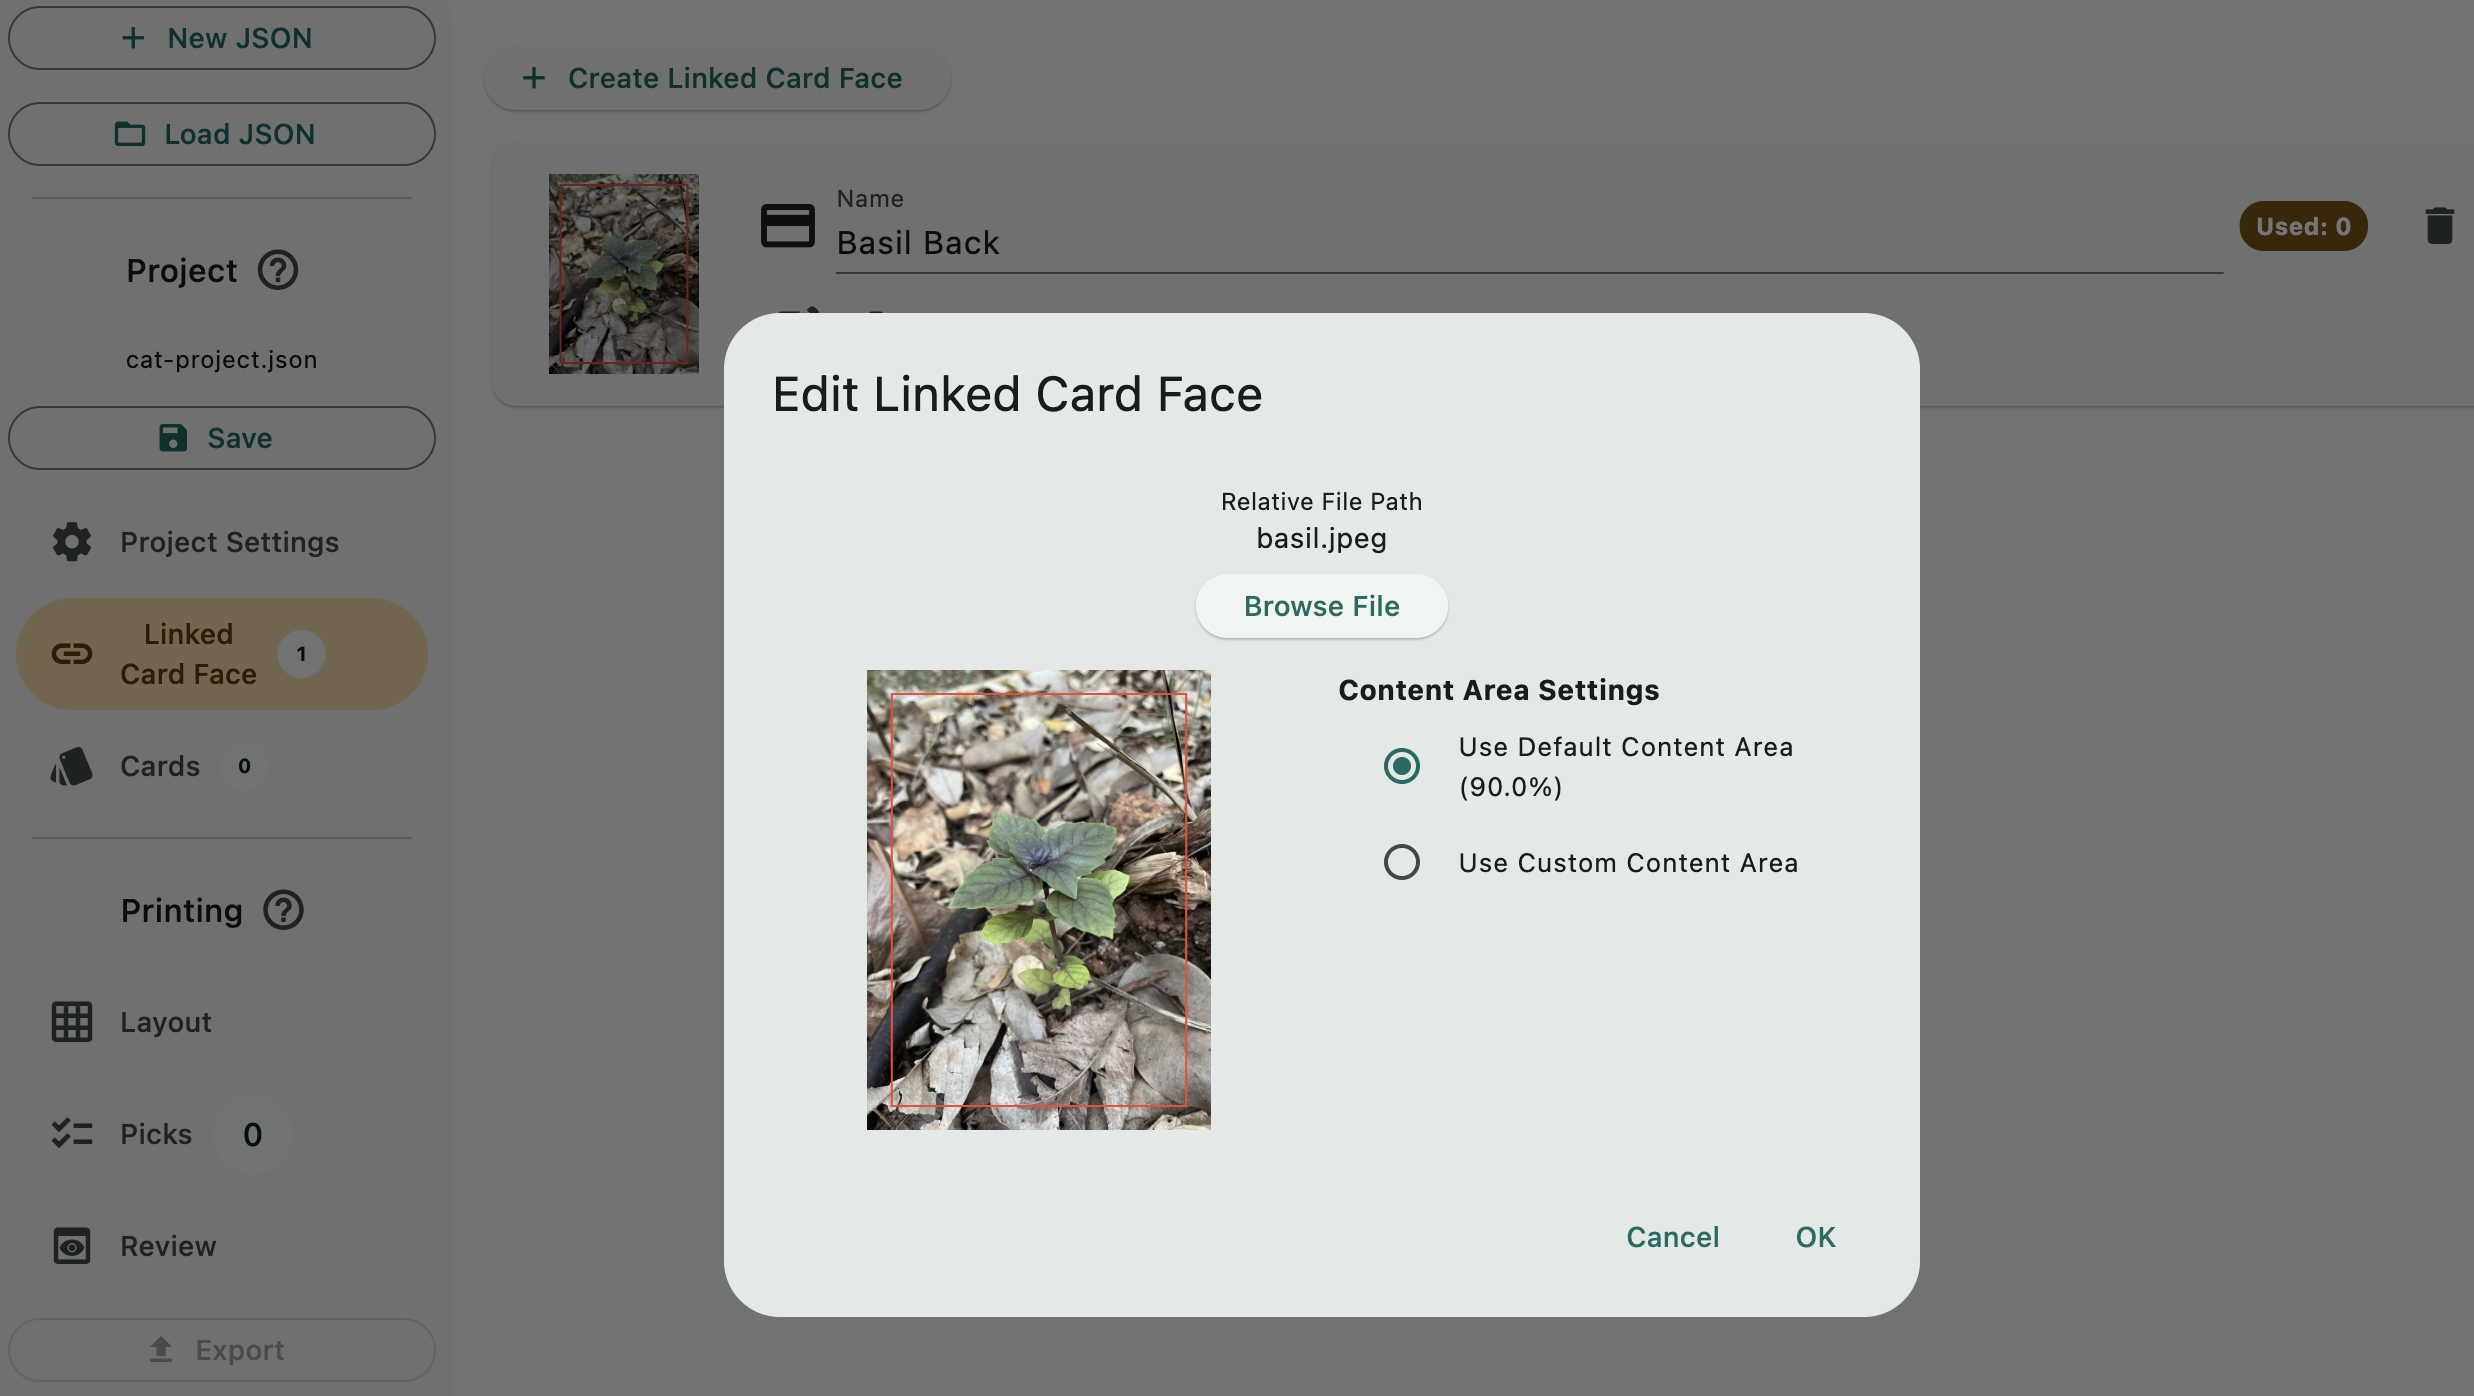 New JSON
Load JSON
Project
cat-project.json
Save
Project Settings
Linked
Card Face
1
Cards
0
Printing
Layout
Picks
0
Review
Export
Create Linked Card Face
Name
Basil Back
Used: 0
Edit Linked Card Face
Relative File Path
basil.jpeg
Browse File
Content Area Settings
Use Default Content Area
(90.0%)
Use Custom Content Area
Cancel
OK